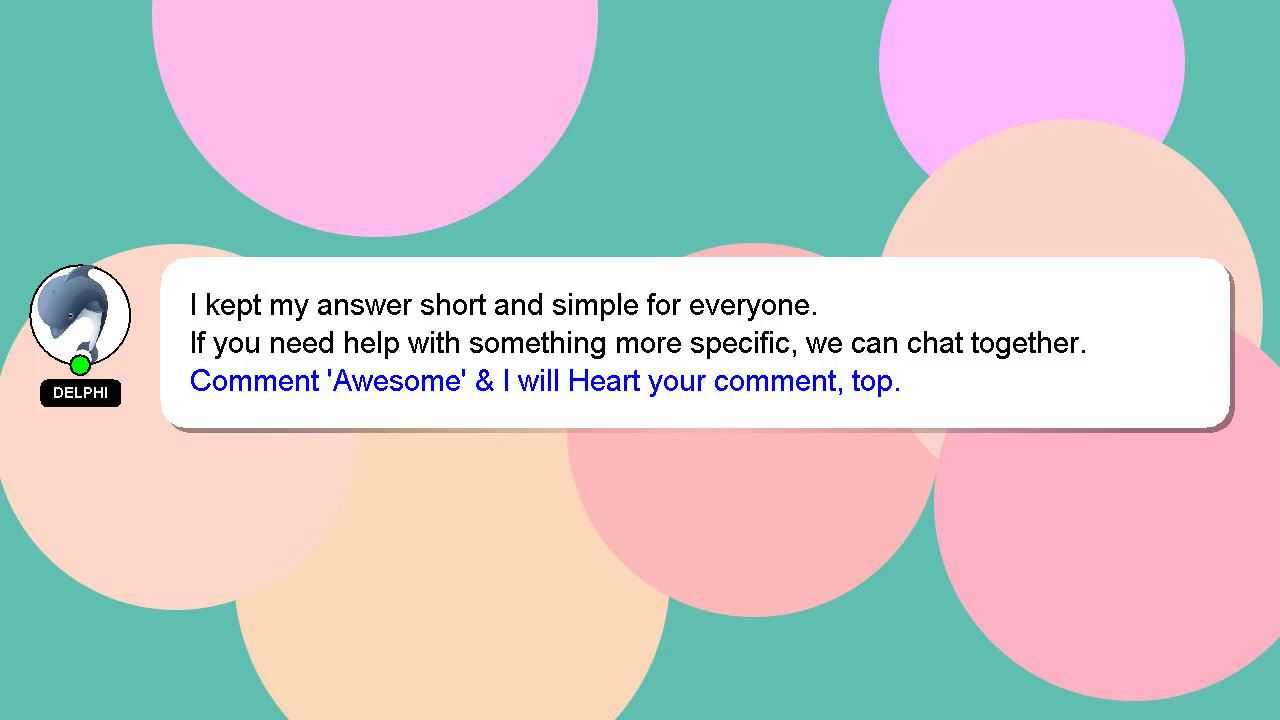 I kept my answer short and simple for everyone.
If you need help with something more specific, we can chat together.
Comment 'Awesome' & I will Heart your comment, top.
DELPHI